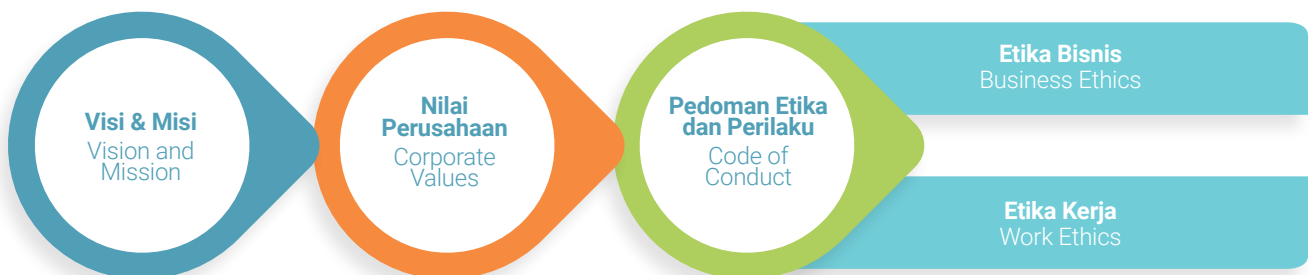 Visi & Misi
Vision and
Mission
Nilai
Perusahaan
Corporate
Values
Pedoman Etika
dan Perilaku
Code of
Conduct
Etika Bisnis
Business Ethics
Etika Kerja
Work Ethics